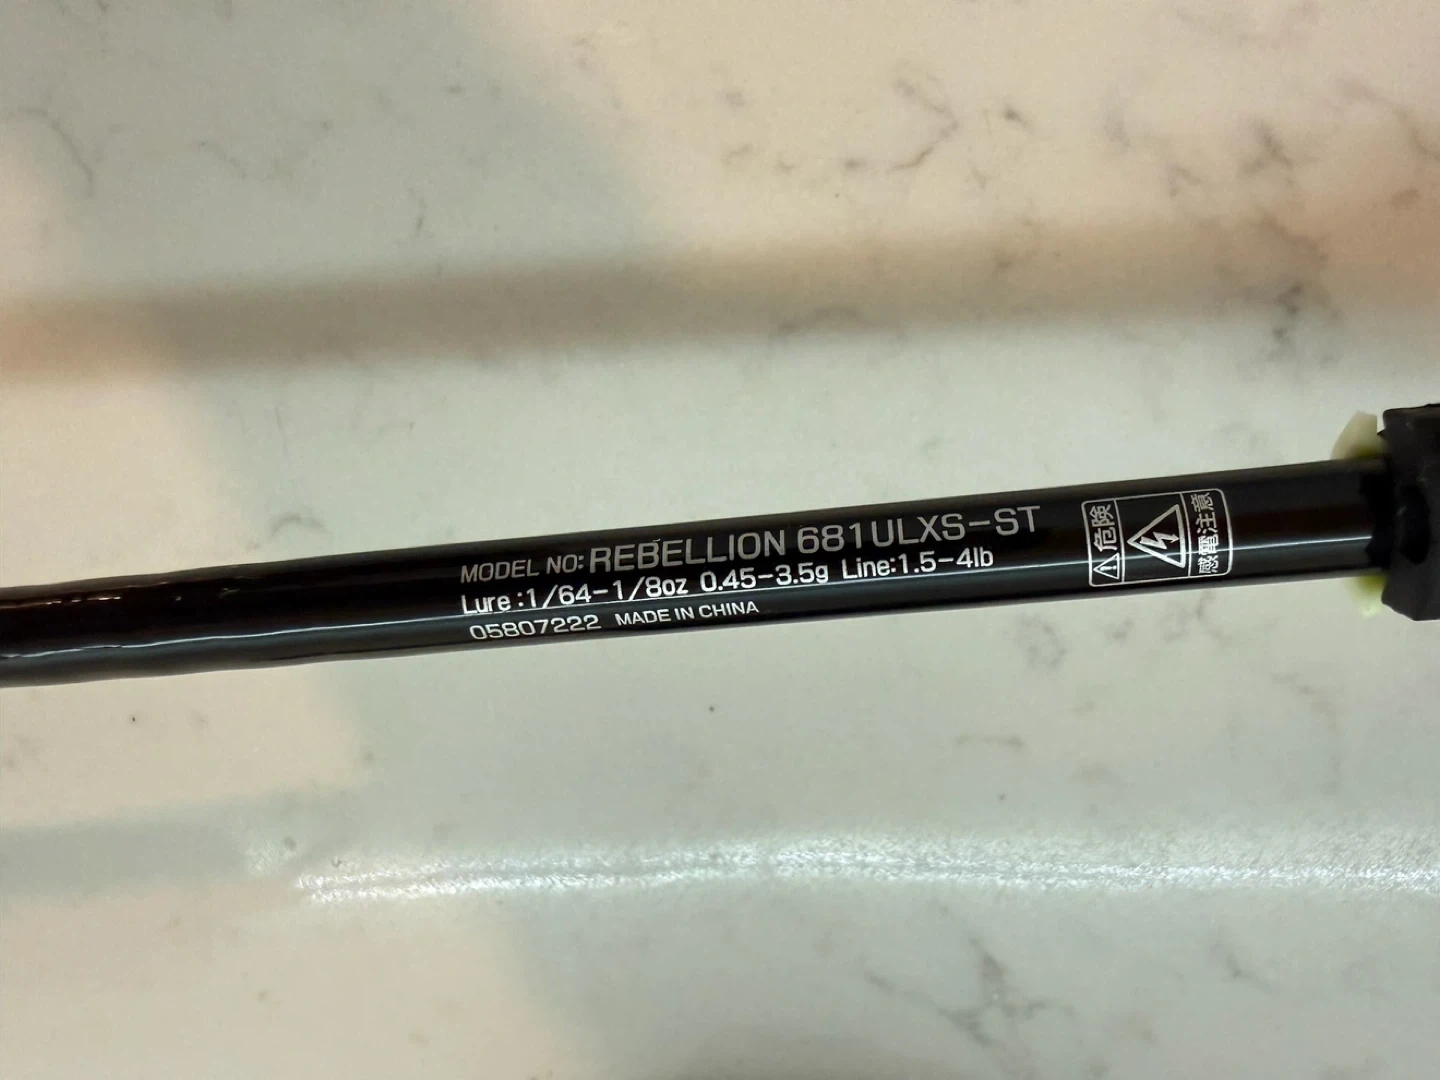 MODEL NO: REBELLION 681ULXS-ST
Lure:1/64-1/8oz 0.45-3.5g Line:1.5-4lb
05807222 MADE IN CHINA
危険
感電注意